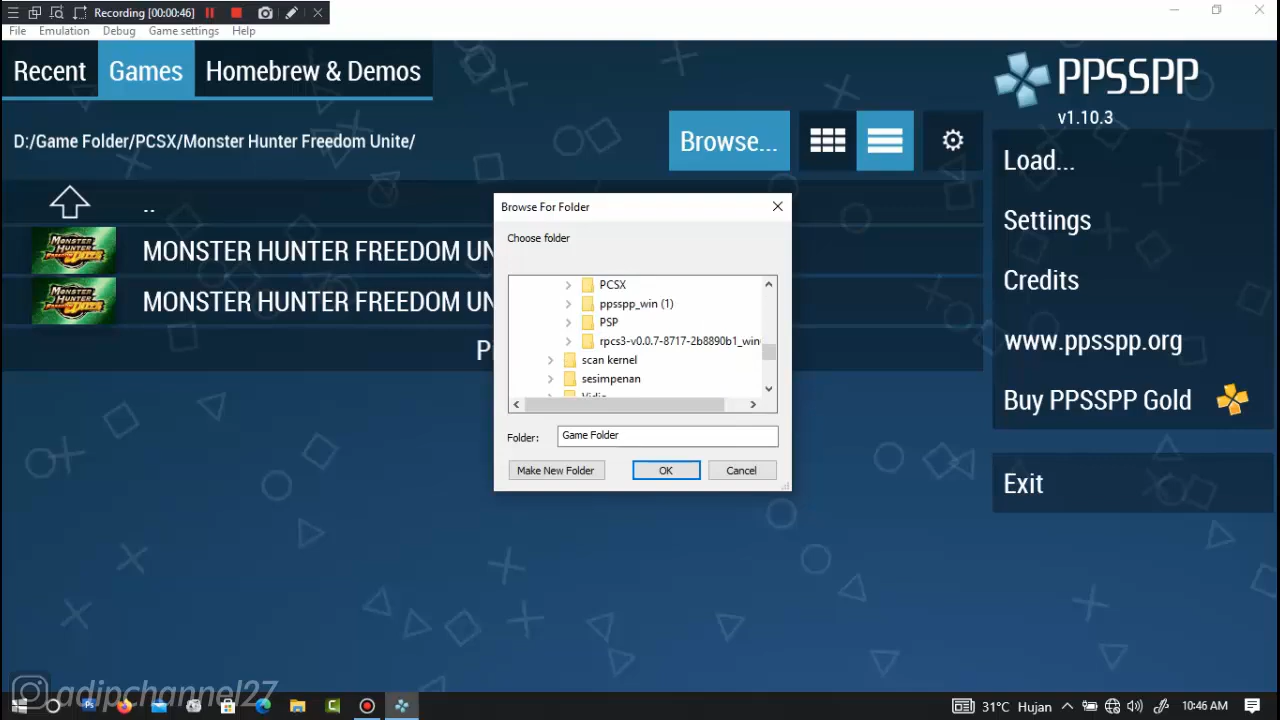 Recording [00:00:46]
File Emulation Debug Game settings Help
Recent Games Homebrew & Demos
PPSSPP
v1.10.3
D:/Game Folder/PCSX/Monster Hunter Freedom Unite/
Browse...
Load...
Settings
Credits
www.ppsspp.org
Buy PPSSPP Gold
Exit
..
MONSTER HUNTER FREEDOM UN
MONSTER HUNTER FREEDOM UN
Browse For Folder
Choose folder
PCSX
ppsspp_win (1)
PSP
rpcs3-v0.0.7-8717-2b8890b1_win
scan kernel
sesimpenan
Folder: Game Folder
Make New Folder OK Cancel
adipchannel27
31°C Hujan 10:46 AM